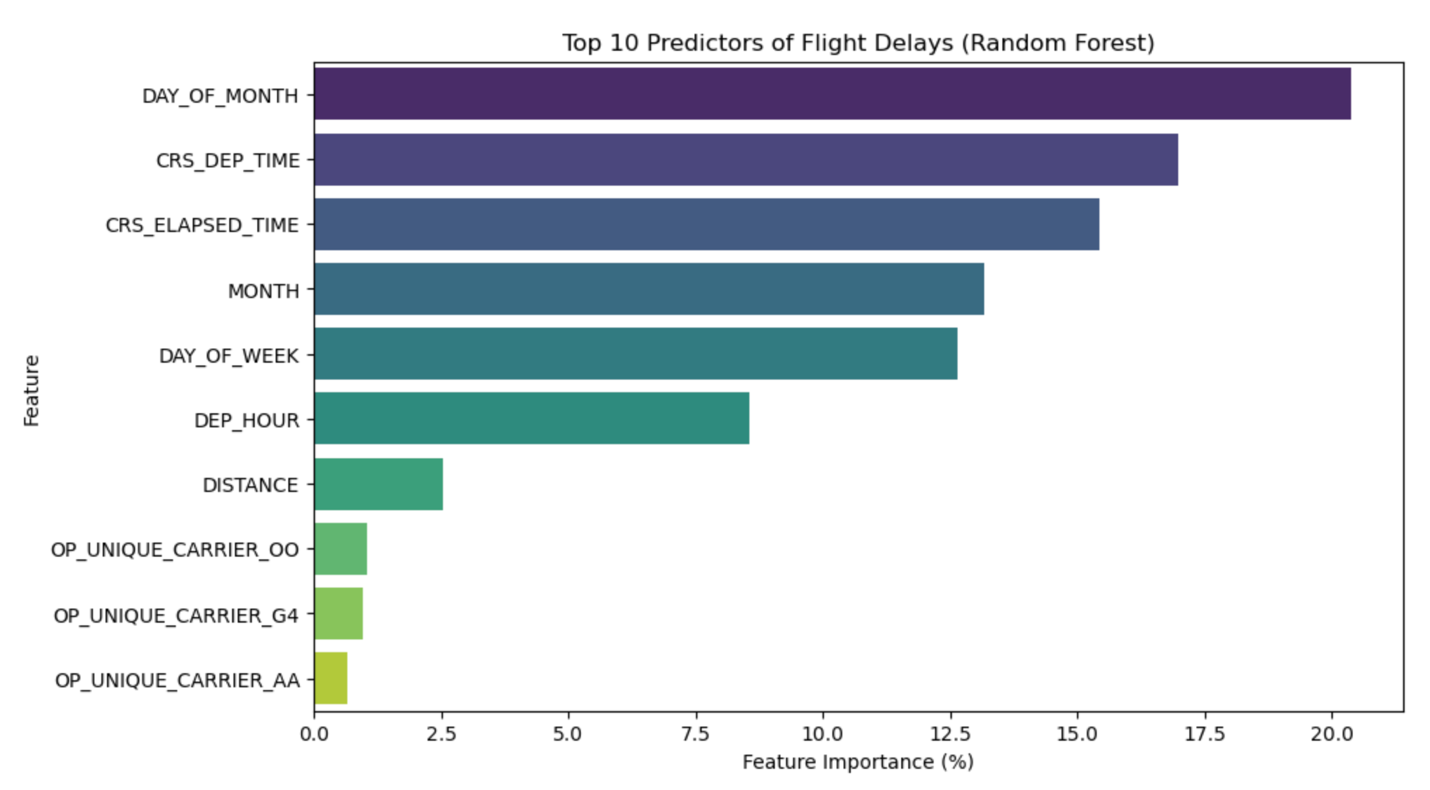 Top 10 Predictors of Flight Delays (Random Forest)
DAY_OF_MONTH
CRS_DEP_TIME
CRS_ELAPSED_TIME
MONTH
DAY_OF_WEEK
DEP_HOUR
DISTANCE
OP_UNIQUE_CARRIER_OO
OP_UNIQUE_CARRIER_G4
OP_UNIQUE_CARRIER_AA
Feature
0.0 2.5 5.0 7.5 10.0 12.5 15.0 17.5 20.0
Feature Importance (%)